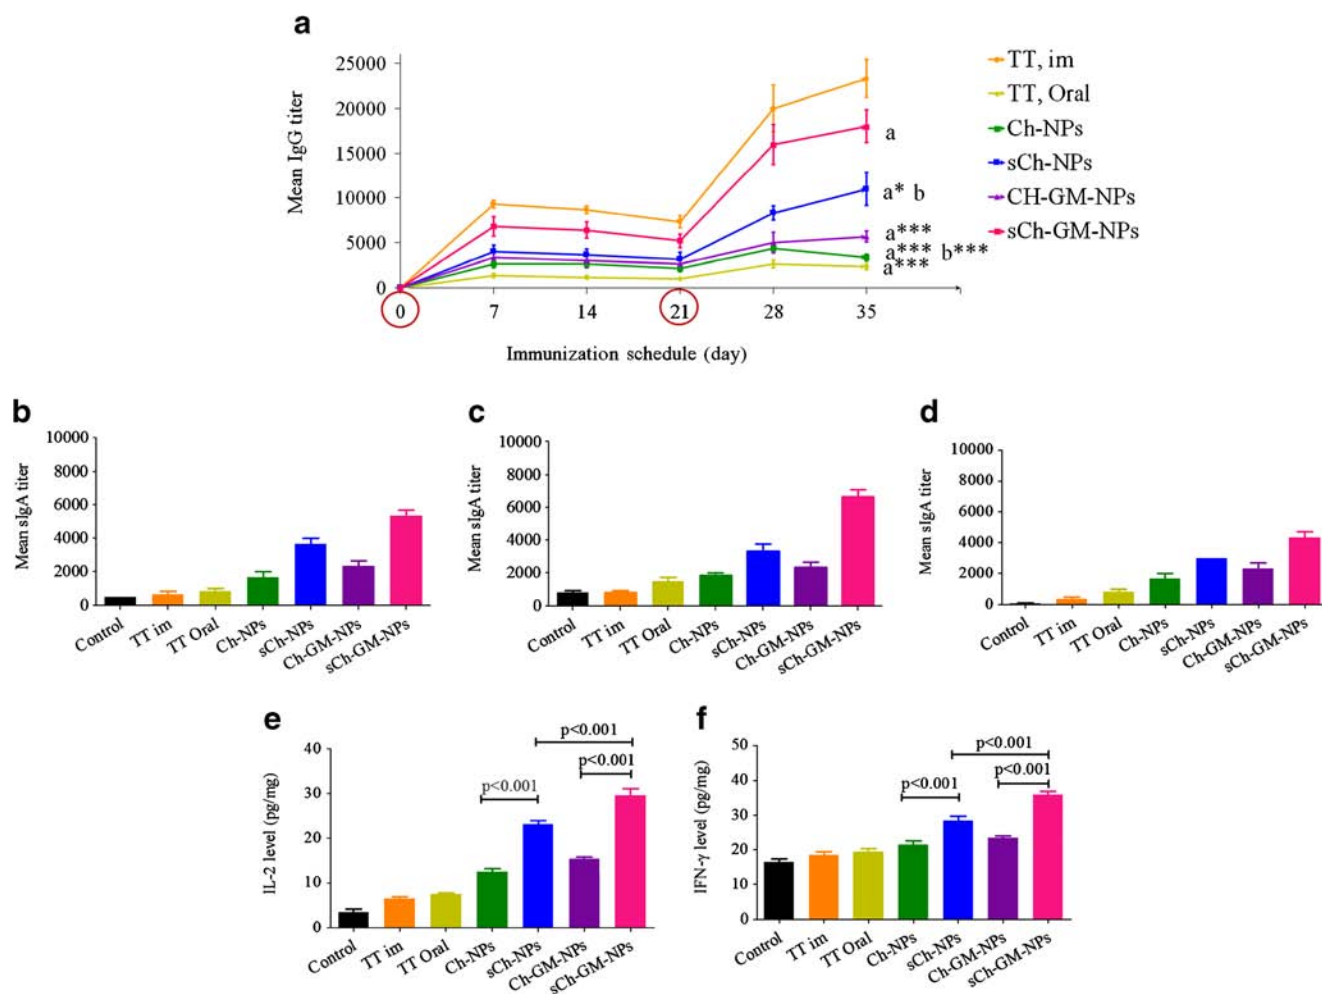 a
Mean IgG titer
25000
20000
15000
10000
5000
0
0
7
14
21
28
35
Immunization schedule (day)
a
a* b
a***
a*** b***
a***
TT, im
TT, Oral
Ch-NPs
sCh-NPs
CH-GM-NPs
sCh-GM-NPs
b
Mean sIgA titer
10000
8000
6000
4000
2000
0
Control
TT im
TT Oral
Ch-NPs
sCh-NPs
Ch-GM-NPs
sCh-GM-NPs
c
Mean sIgA titer
10000
8000
6000
4000
2000
0
Control
TT im
TT Oral
Ch-NPs
sCh-NPs
Ch-GM-NPs
sCh-GM-NPs
d
Mean sIgA titer
10000
8000
6000
4000
2000
0
Control
TT im
TT Oral
Ch-NPs
sCh-NPs
Ch-GM-NPs
sCh-GM-NPs
e
IL-2 level (pg/mg)
40
30
20
10
0
p<0.001
p<0.001
p<0.001
Control
TT im
TT Oral
Ch-NPs
sCh-NPs
Ch-GM-NPs
sCh-GM-NPs
f
IFN-γ level (pg/mg)
50
40
30
20
10
0
p<0.001
p<0.001
p<0.001
Control
TT im
TT Oral
Ch-NPs
sCh-NPs
Ch-GM-NPs
sCh-GM-NPs